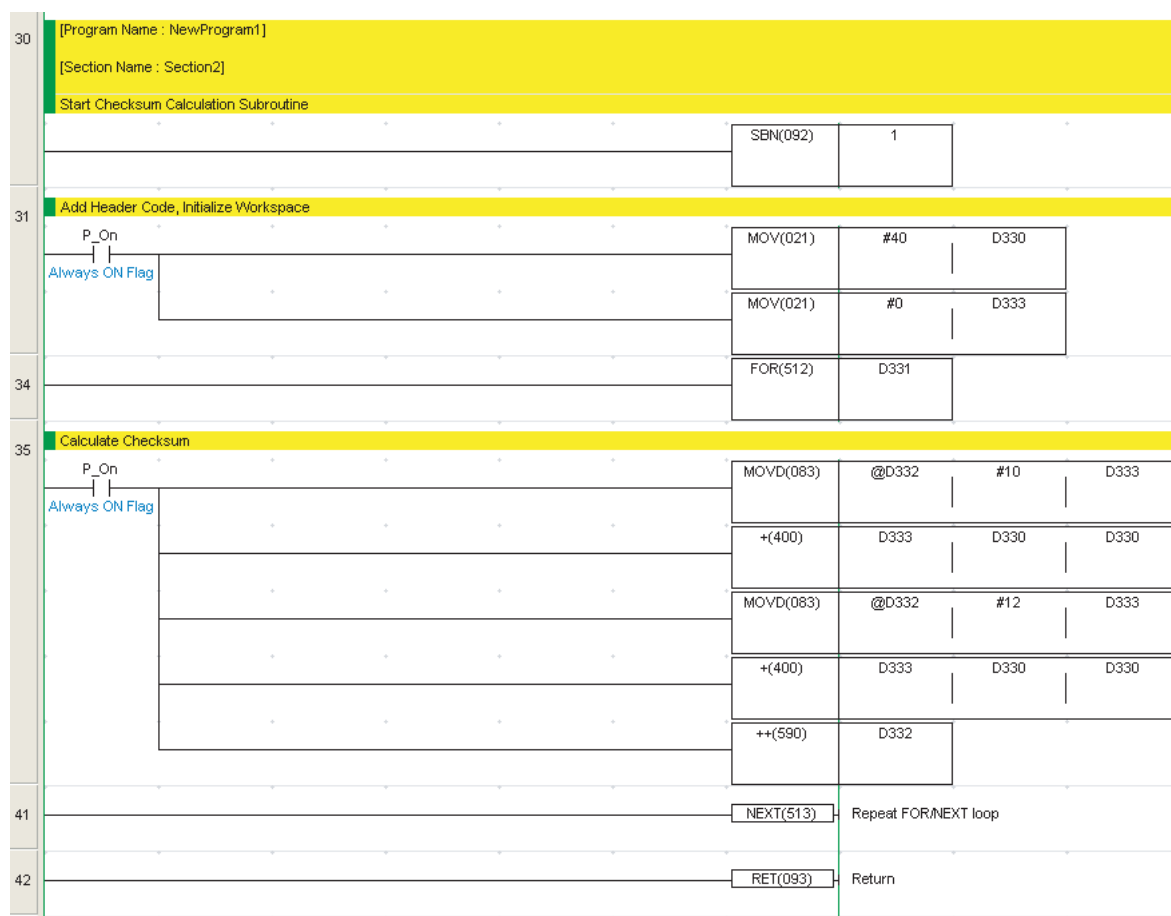 30
[Program Name : NewProgram1]
[Section Name : Section2]
Start Checksum Calculation Subroutine
SBN(092) 1
31
Add Header Code, Initialize Workspace
P_On
Always ON Flag
MOV(021) #40 D330
MOV(021) #0 D333
34
FOR(512) D331
35
Calculate Checksum
P_On
Always ON Flag
MOVD(083) @D332 #10 D333
+(400) D333 D330 D330
MOVD(083) @D332 #12 D333
+(400) D333 D330 D330
++(590) D332
41
NEXT(513) Repeat FOR/NEXT loop
42
RET(093) Return